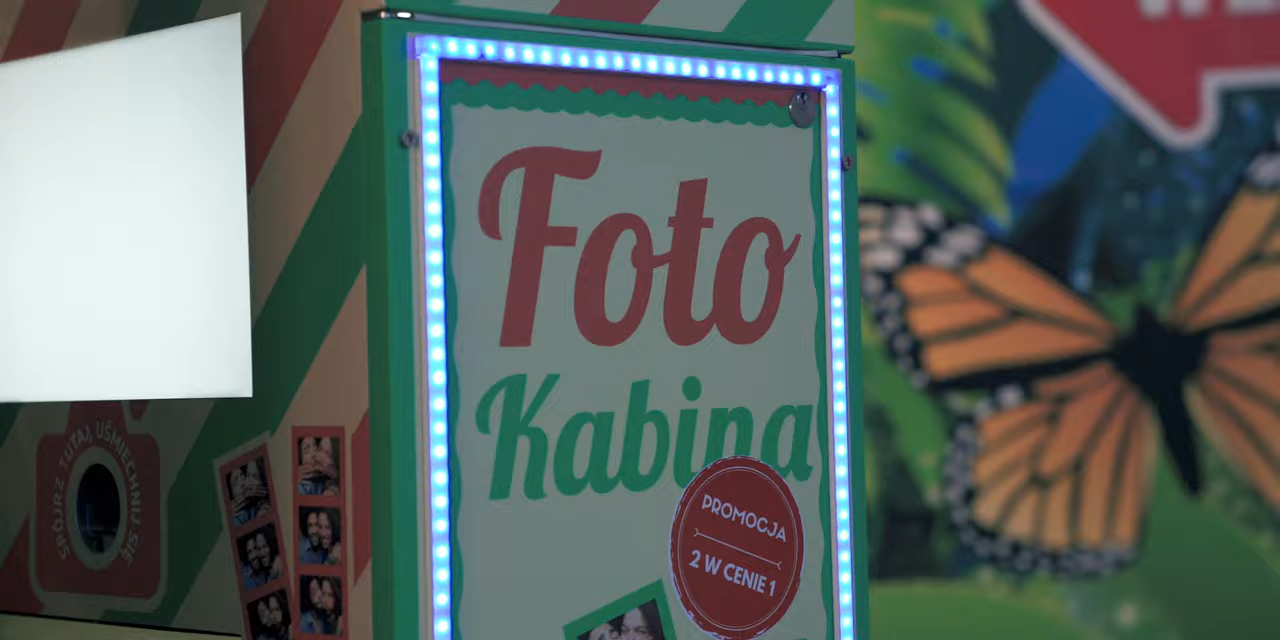 Foto
Kabina
PROMOCJA
2 W CENIE 1
SPÓJRZ TUTAJ, UŚMIECHNIJ SIĘ